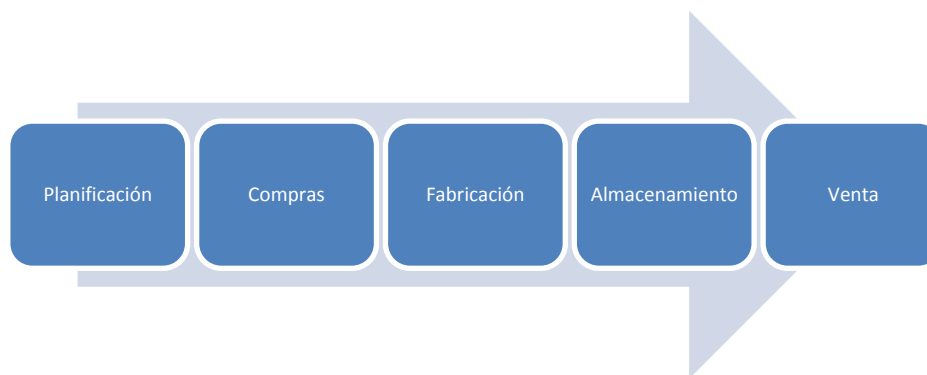 Planificación
Compras
Fabricación
Almacenamiento
Venta